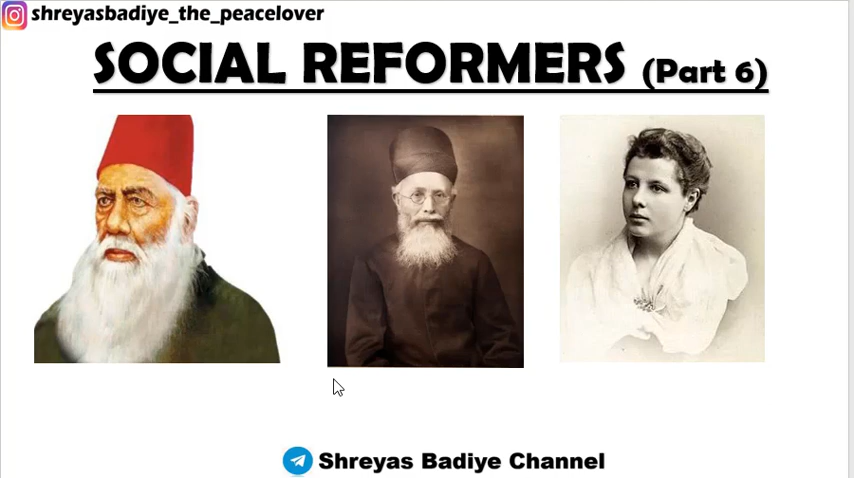 shreyasbadiye_the_peacelover
SOCIAL REFORMERS (Part 6)
Shreyas Badiye Channel